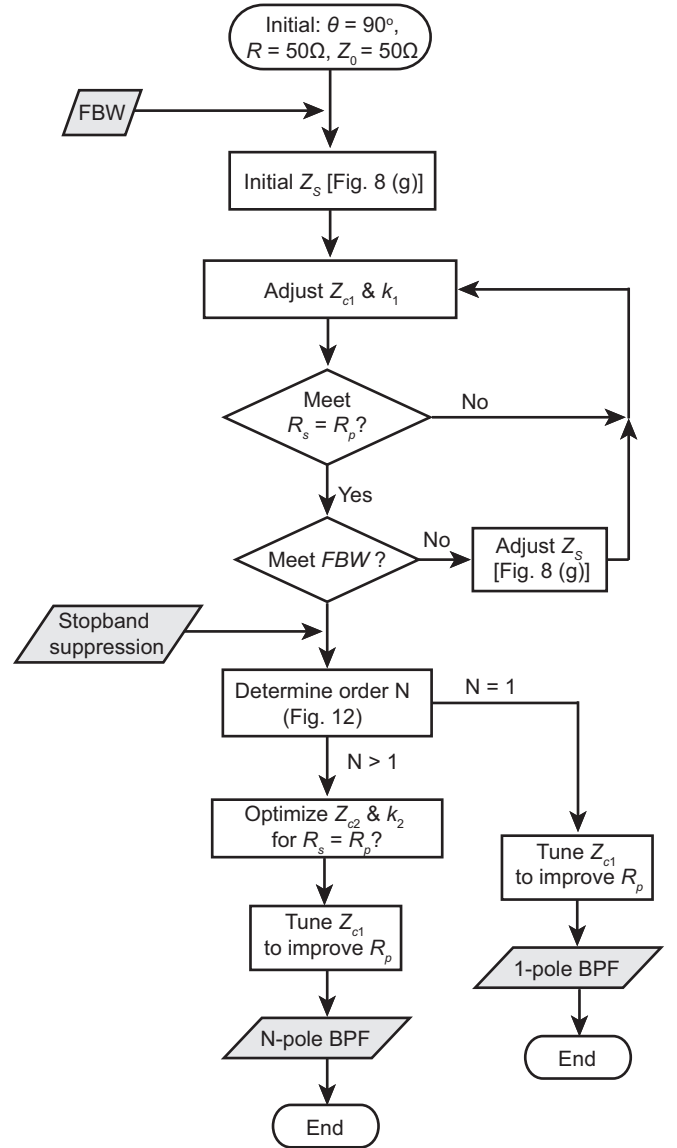 Initial: θ = 90°,
R = 50Ω, Z0 = 50Ω
FBW
Initial ZS [Fig. 8 (g)]
Adjust Zc1 & k1
Meet
Rs = Rp?
No
Yes
Meet FBW ?
No
Adjust ZS
[Fig. 8 (g)]
Stopband
suppression
Determine order N
(Fig. 12)
N = 1
N > 1
Optimize Zc2 & k2
for Rs = Rp?
Tune Zc1
to improve Rp
Tune Zc1
to improve Rp
1-pole BPF
N-pole BPF
End
End